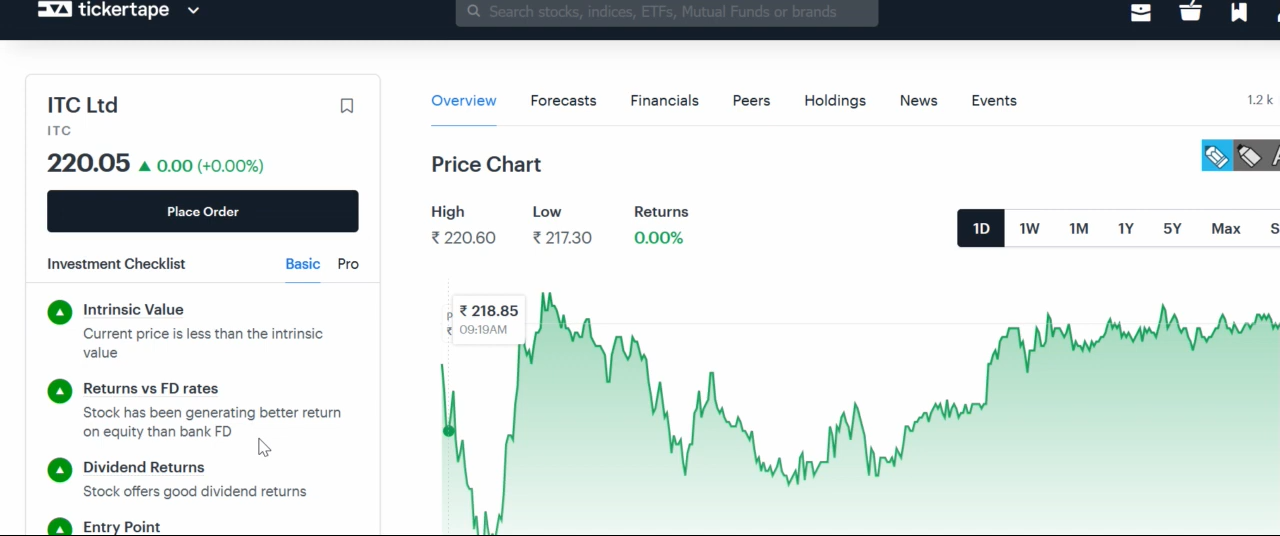 tickertape
Search stocks, indices, ETFs, Mutual Funds or brands
ITC Ltd
ITC
220.05 ▲ 0.00 (+0.00%)
Place Order
Investment Checklist Basic Pro
Intrinsic Value
Current price is less than the intrinsic
value
Returns vs FD rates
Stock has been generating better return
on equity than bank FD
Dividend Returns
Stock offers good dividend returns
Entry Point
Overview Forecasts Financials Peers Holdings News Events
1.2 k
Price Chart
High Low Returns
₹ 220.60 ₹ 217.30 0.00%
1D 1W 1M 1Y 5Y Max S
₹ 218.85
09:19AM